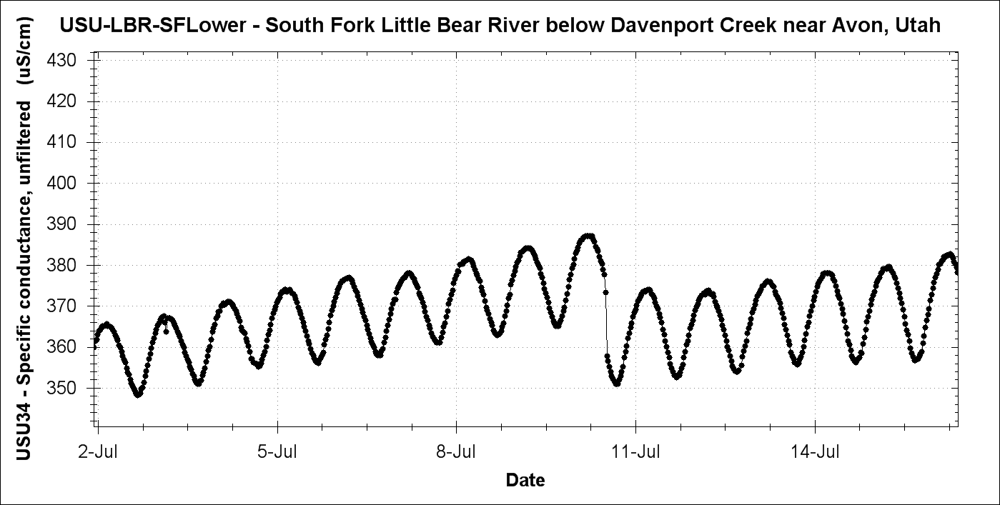 USU-LBR-SFLower - South Fork Little Bear River below Davenport Creek near Avon, Utah
USU34 - Specific conductance, unfiltered (uS/cm)
430
420
410
400
390
380
370
360
350
2-Jul 5-Jul 8-Jul 11-Jul 14-Jul
Date